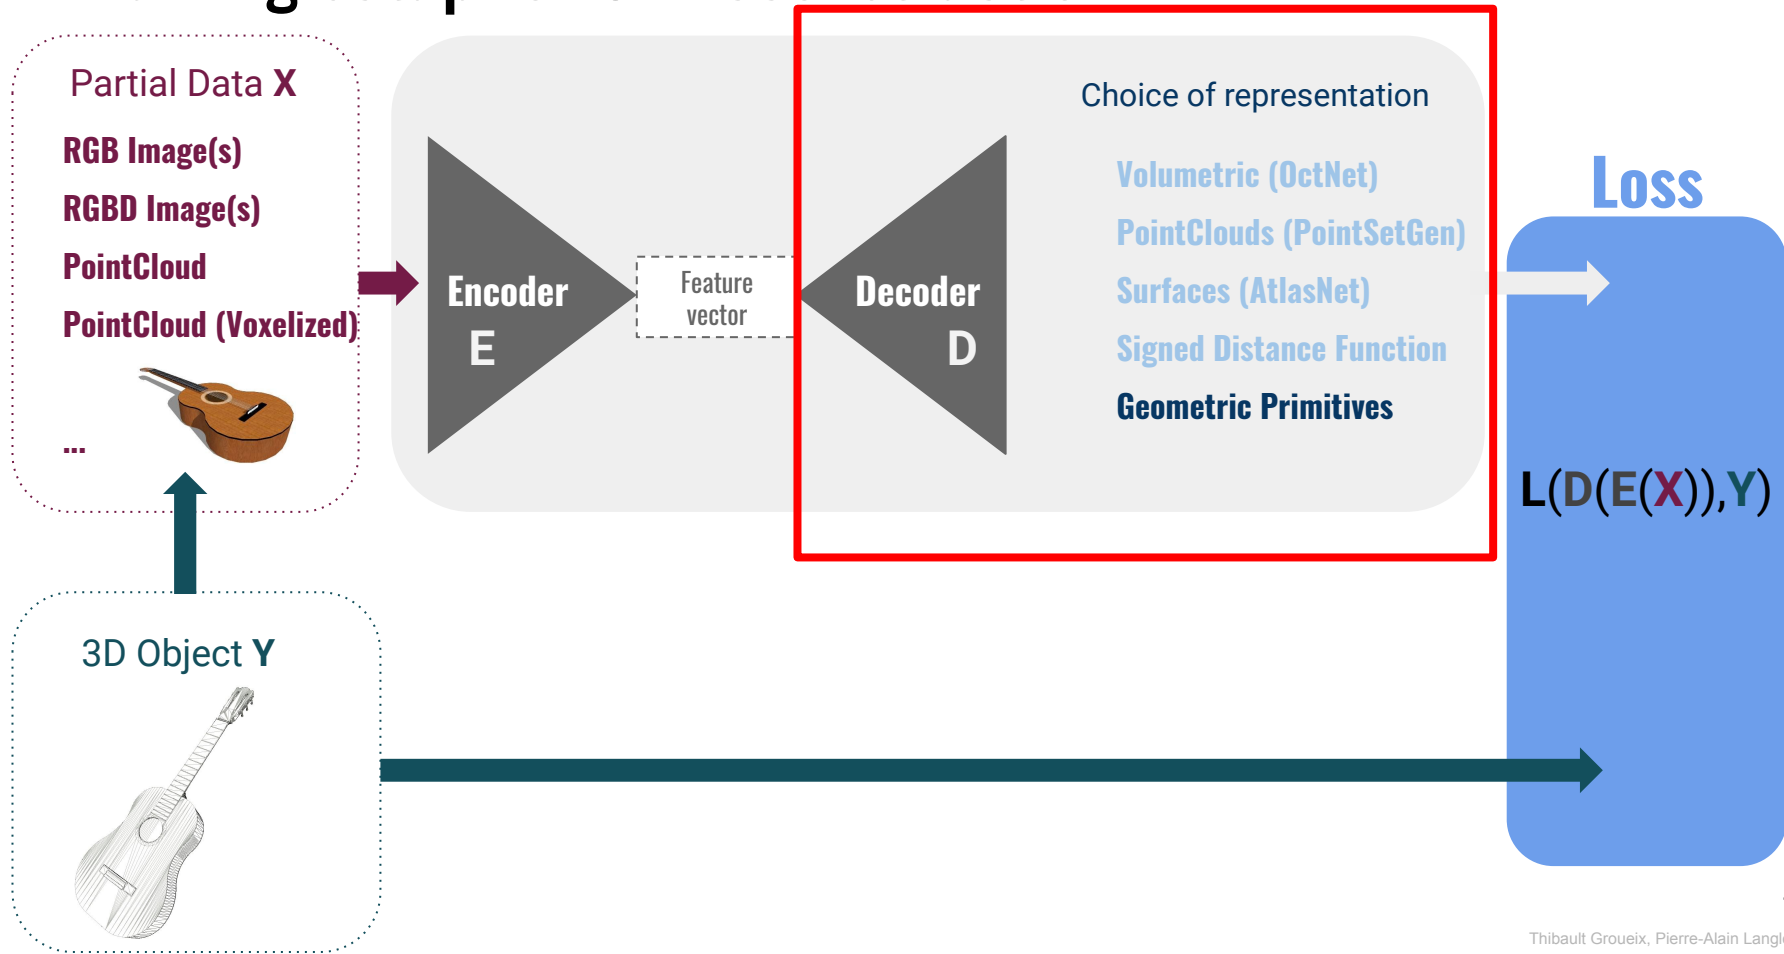 Partial Data X
RGB Image(s)
RGBD Image(s)
PointCloud
PointCloud (Voxelized)
...
Encoder
E
Feature
vector
Decoder
D
Choice of representation
Volumetric (OctNet)
PointClouds (PointSetGen)
Surfaces (AtlasNet)
Signed Distance Function
Geometric Primitives
Loss
L(D(E(X)),Y)
3D Object Y
Thibault Groueix, Pierre-Alain